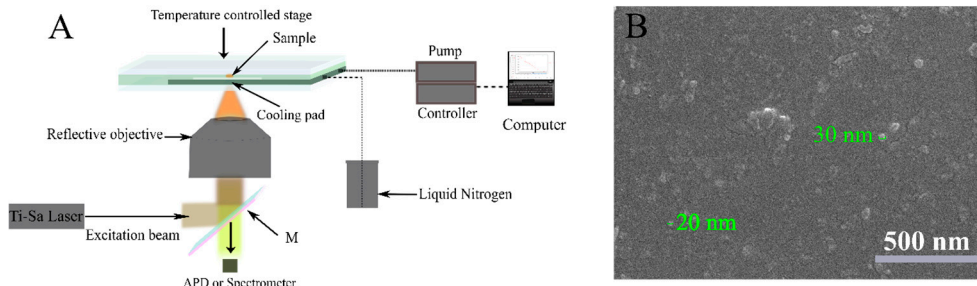 A
Temperature controlled stage
Sample
Cooling pad
Reflective objective
Pump
Controller
Computer
Liquid Nitrogen
Ti-Sa Laser
Excitation beam
M
APD or Spectrometer
B
30 nm
20 nm
500 nm